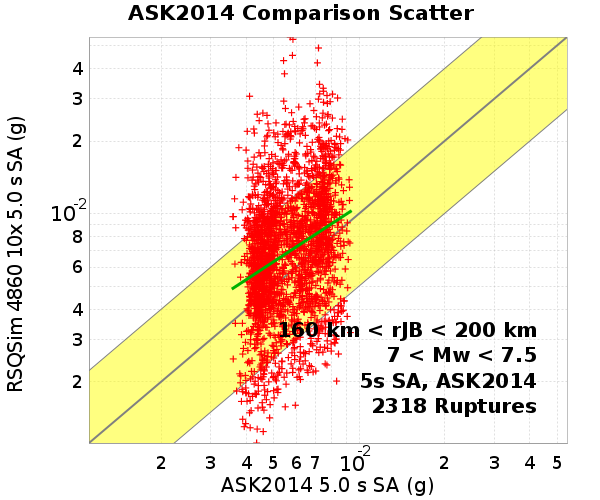 ASK2014 Comparison Scatter
RSQSim 4860 10x 5.0 s SA (g)
4
3
2
10-2
8
6
4
3
2
160 km < rJB < 200 km
7 < Mw < 7.5
5s SA, ASK2014
2318 Ruptures
2 3 4 5 6 7 10-2 2 3 4 5
ASK2014 5.0 s SA (g)